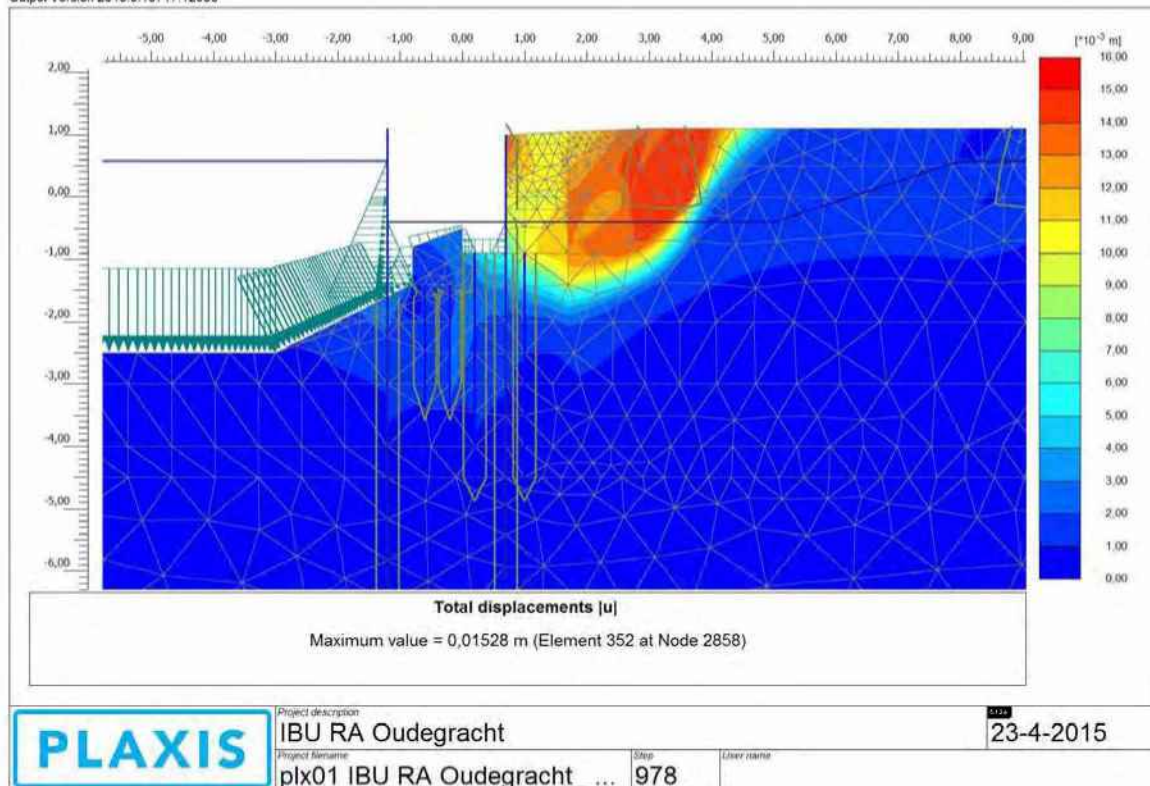 -5,00 -4,00 -3,00 -2,00 -1,00 0,00 1,00 2,00 3,00 4,00 5,00 6,00 7,00 8,00 9,00
[*10⁻³ m]
2,00
1,00
0,00
-1,00
-2,00
-3,00
-4,00
-5,00
-6,00
16,00
15,00
14,00
13,00
12,00
11,00
10,00
9,00
8,00
7,00
6,00
5,00
4,00
3,00
2,00
1,00
0,00
Total displacements |u|
Maximum value = 0,01528 m (Element 352 at Node 2858)
PLAXIS
Project description
IBU RA Oudegracht
23-4-2015
Project filename
plx01 IBU RA Oudegracht_ ...
Step
978
User name